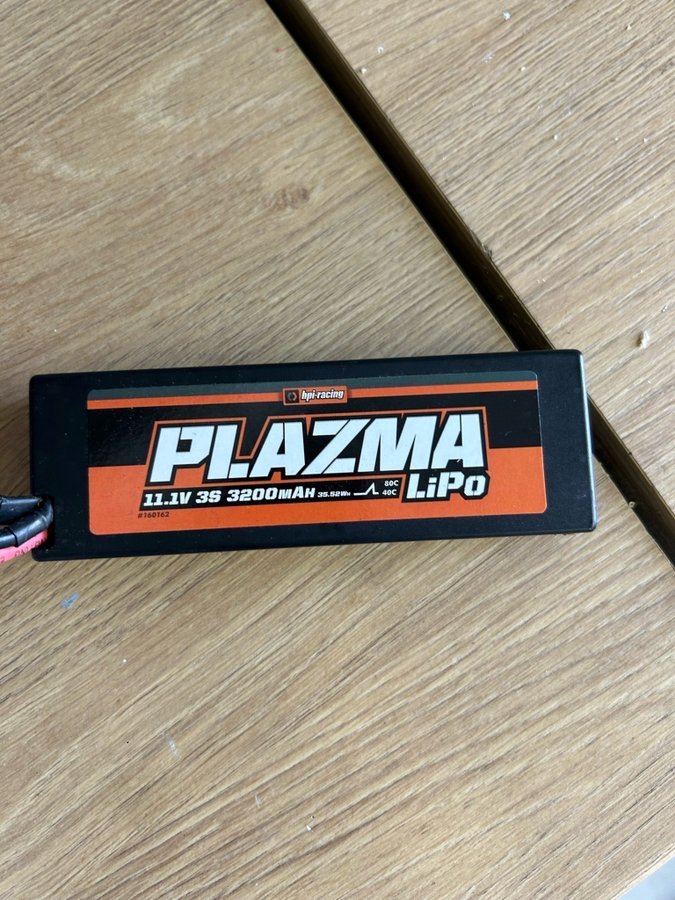 hpi-racing
PLAZMA
11.1V 3S 3200mAh 35.52Wh 80C 40C LiPo
#160162